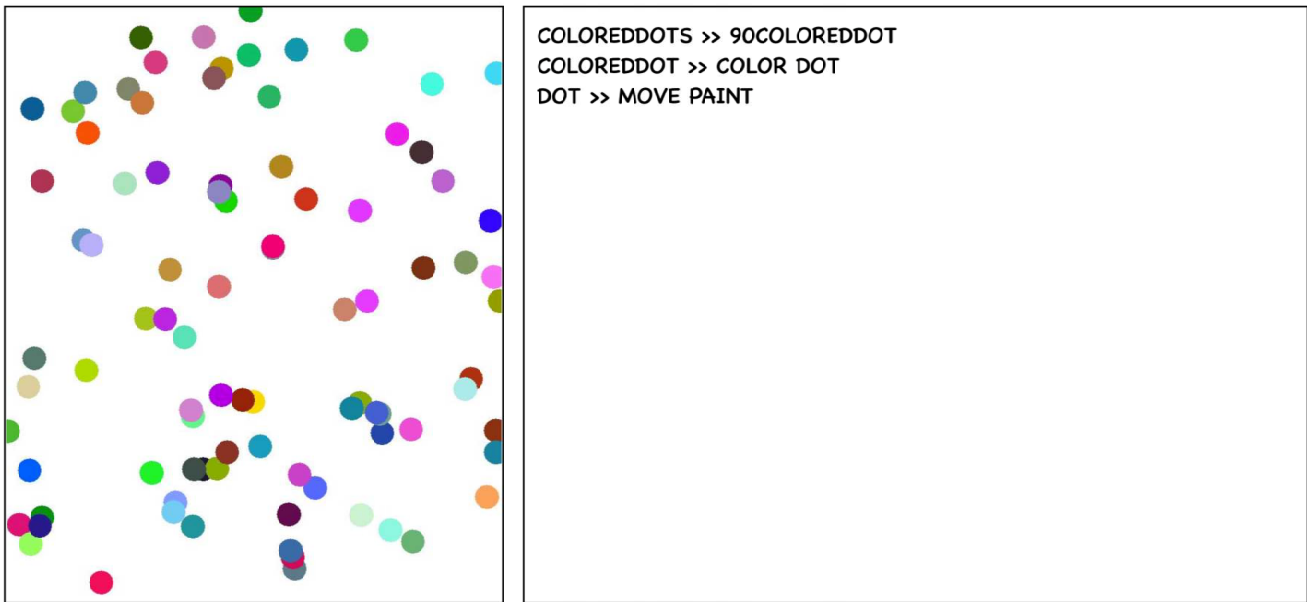 COLOREDDOTS >> 90COLOREDDOT
COLOREDDOT >> COLOR DOT
DOT >> MOVE PAINT